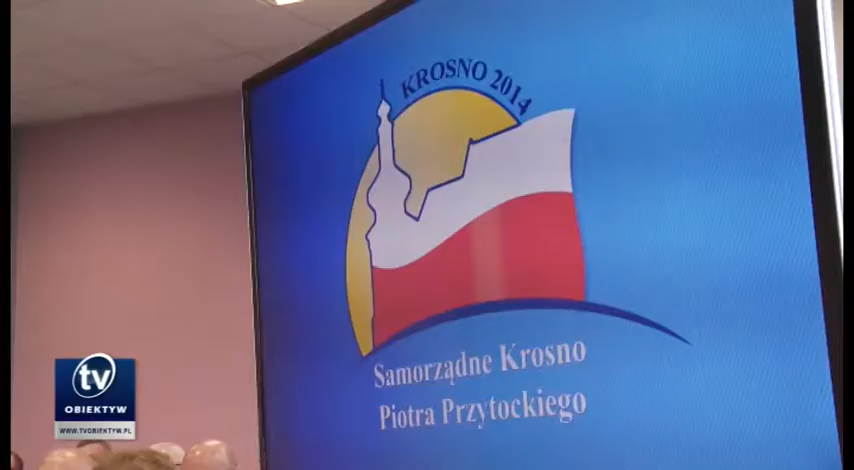 KROSNO 2014
Samorządne Krosno
Piotra Przytockiego
tv
OBIEKTYW
WWW.TVOBIEKTYW.PL